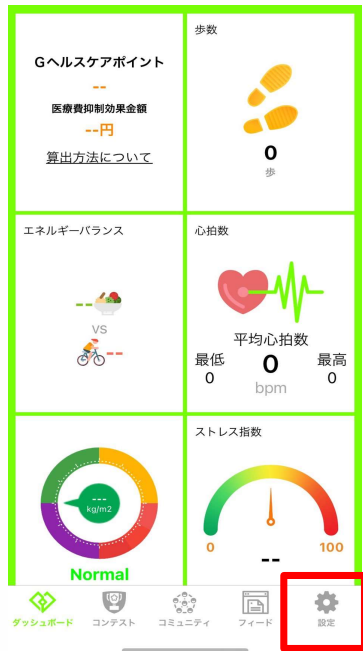 Gヘルスケアポイント
--
医療費抑制効果金額
--円
算出方法について
歩数
0
歩
エネルギーバランス
--
vs
--
心拍数
平均心拍数
最低
0
0
bpm
最高
0
---
kg/m2
Normal
ストレス指数
0
100
--
ダッシュボード
コンテスト
コミュニティ
フィード
設定